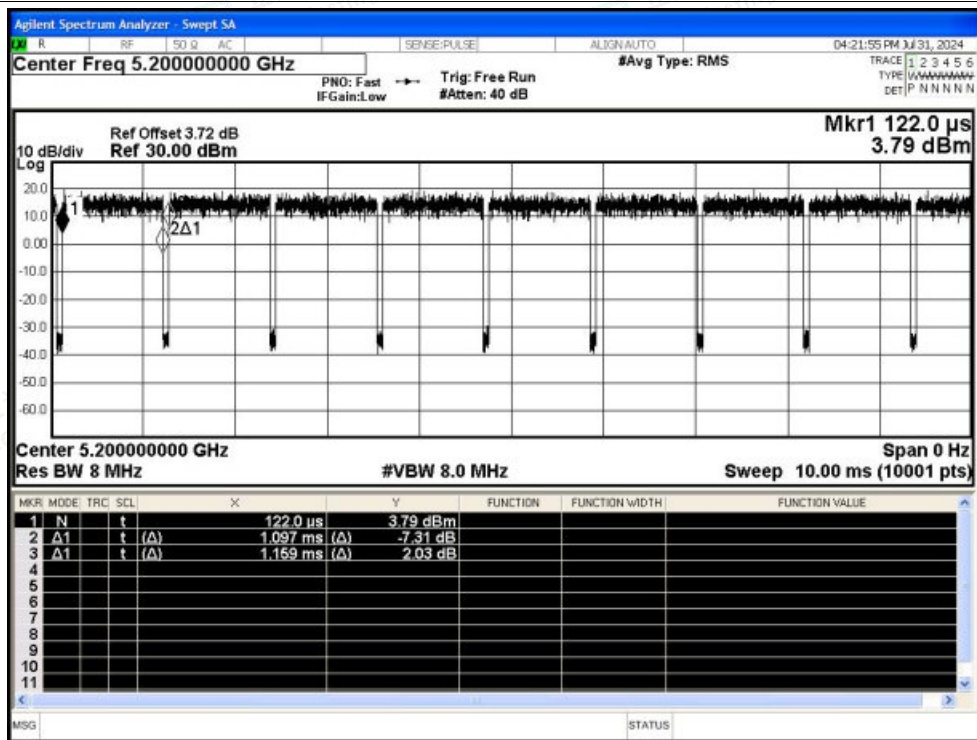 Agilent Spectrum Analyzer - Swept SA
LXI R RF 50 Ω AC SENSE:PULSE ALIGN AUTO 04:21:55 PM Jul 31, 2024
Center Freq 5.200000000 GHz #Avg Type: RMS TRACE 1 2 3 4 5 6
PNO: Fast Trig: Free Run TYPE WWWWWW
IFGain:Low #Atten: 40 dB DET P N N N N N
Mkr1 122.0 µs
Ref Offset 3.72 dB
10 dB/div Ref 30.00 dBm 3.79 dBm
Log
20.0
1
10.0
2Δ1
0.00
-10.0
-20.0
-30.0
-40.0
-50.0
-60.0
Center 5.200000000 GHz Span 0 Hz
Res BW 8 MHz #VBW 8.0 MHz Sweep 10.00 ms (10001 pts)
MKR MODE TRC SCL X Y FUNCTION FUNCTION WIDTH FUNCTION VALUE
1 N t 122.0 µs 3.79 dBm
2 Δ1 t (Δ) 1.097 ms (Δ) -7.31 dB
3 Δ1 t (Δ) 1.159 ms (Δ) 2.03 dB
4
5
6
7
8
9
10
11
MSG STATUS